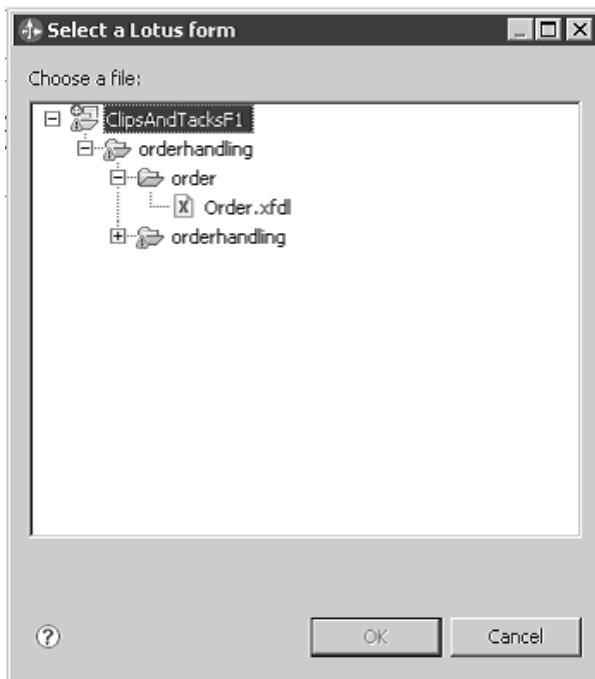 Select a Lotus form
Choose a file:
ClipsAndTacksF1
orderhandling
order
Order.xfdl
orderhandling
OK Cancel